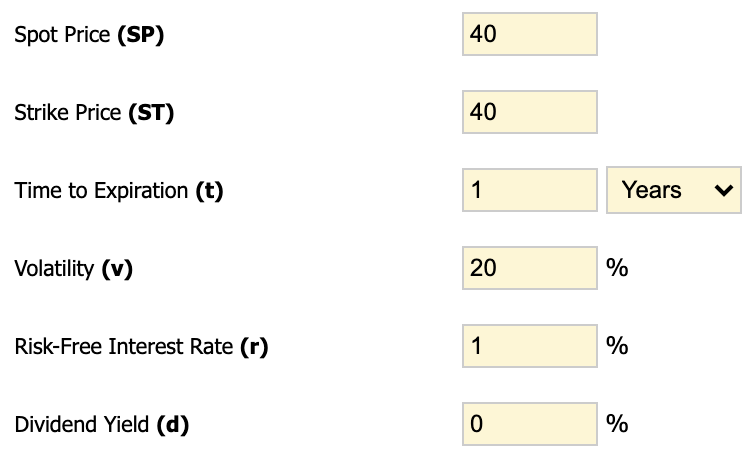 Spot Price (SP) 40
Strike Price (ST) 40
Time to Expiration (t) 1 Years
Volatility (v) 20 %
Risk-Free Interest Rate (r) 1 %
Dividend Yield (d) 0 %